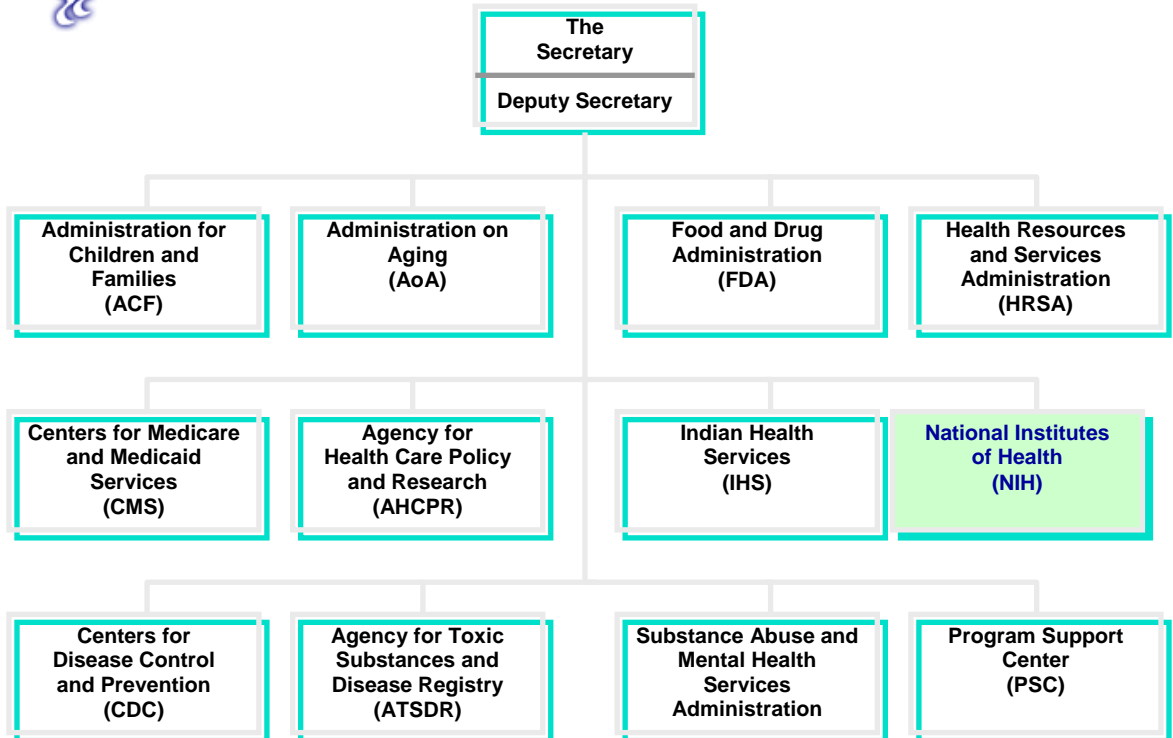 The
Secretary
Deputy Secretary
Administration for
Children and
Families
(ACF)
Administration on
Aging
(AoA)
Food and Drug
Administration
(FDA)
Health Resources
and Services
Administration
(HRSA)
Centers for Medicare
and Medicaid
Services
(CMS)
Agency for
Health Care Policy
and Research
(AHCPR)
Indian Health
Services
(IHS)
National Institutes
of Health
(NIH)
Centers for
Disease Control
and Prevention
(CDC)
Agency for Toxic
Substances and
Disease Registry
(ATSDR)
Substance Abuse and
Mental Health
Services
Administration
Program Support
Center
(PSC)